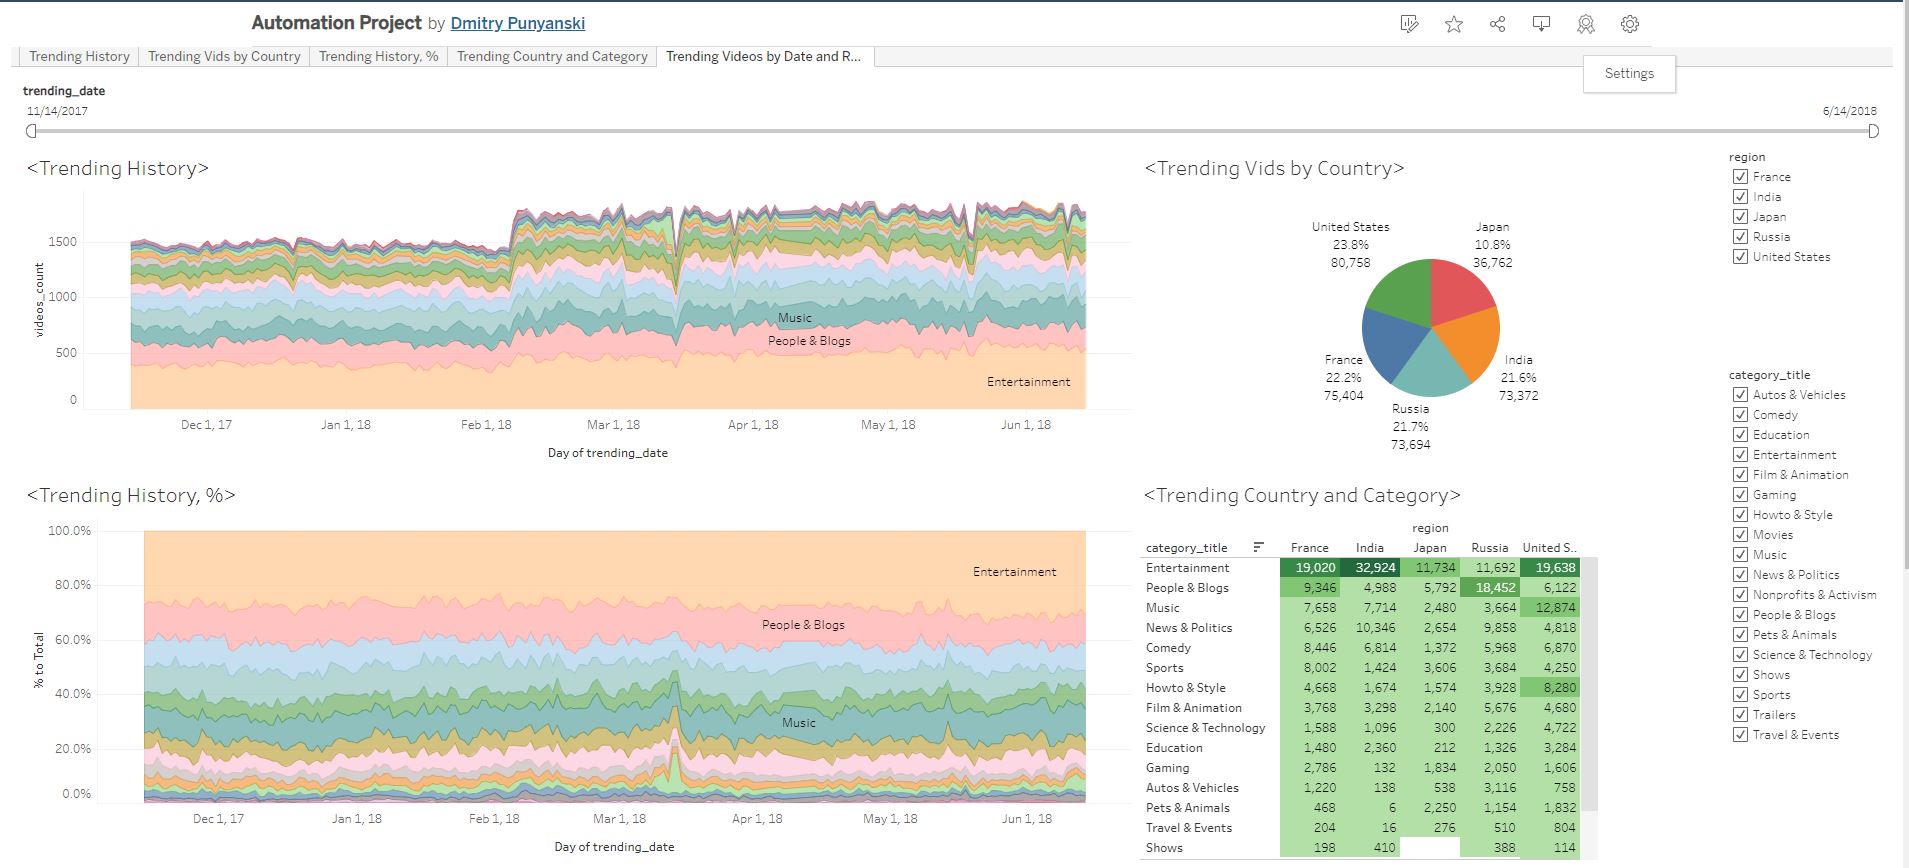 Automation Project by Dmitry Punyanski
Trending History Trending Vids by Country Trending History, % Trending Country and Category Trending Videos by Date and R...
Settings
trending_date
11/14/2017 6/14/2018
<Trending History>
videos_count
1500
1000
500
0
Music
People & Blogs
Entertainment
Dec 1, 17 Jan 1, 18 Feb 1, 18 Mar 1, 18 Apr 1, 18 May 1, 18 Jun 1, 18
Day of trending_date
<Trending Vids by Country>
United States
23.8%
80,758
Japan
10.8%
36,762
France
22.2%
75,404
India
21.6%
73,372
Russia
21.7%
73,694
region
France
India
Japan
Russia
United States
category_title
Autos & Vehicles
Comedy
Education
Entertainment
Film & Animation
Gaming
Howto & Style
Movies
Music
News & Politics
Nonprofits & Activism
People & Blogs
Pets & Animals
Science & Technology
Shows
Sports
Trailers
Travel & Events
<Trending History, %>
% to Total
100.0%
80.0%
60.0%
40.0%
20.0%
0.0%
Entertainment
People & Blogs
Music
Dec 1, 17 Jan 1, 18 Feb 1, 18 Mar 1, 18 Apr 1, 18 May 1, 18 Jun 1, 18
Day of trending_date
<Trending Country and Category>
region
category_title France India Japan Russia United S..
Entertainment 19,020 32,924 11,734 11,692 19,638
People & Blogs 9,346 4,988 5,792 18,452 6,122
Music 7,658 7,714 2,480 3,664 12,874
News & Politics 6,526 10,346 2,654 9,858 4,818
Comedy 8,446 6,814 1,372 5,968 6,870
Sports 8,002 1,424 3,606 3,684 4,250
Howto & Style 4,668 1,674 1,574 3,928 8,280
Film & Animation 3,768 3,298 2,140 5,676 4,680
Science & Technology 1,588 1,096 300 2,226 4,722
Education 1,480 2,360 212 1,326 3,284
Gaming 2,786 132 1,834 2,050 1,606
Autos & Vehicles 1,220 138 538 3,116 758
Pets & Animals 468 6 2,250 1,154 1,832
Travel & Events 204 16 276 510 804
Shows 198 410 388 114